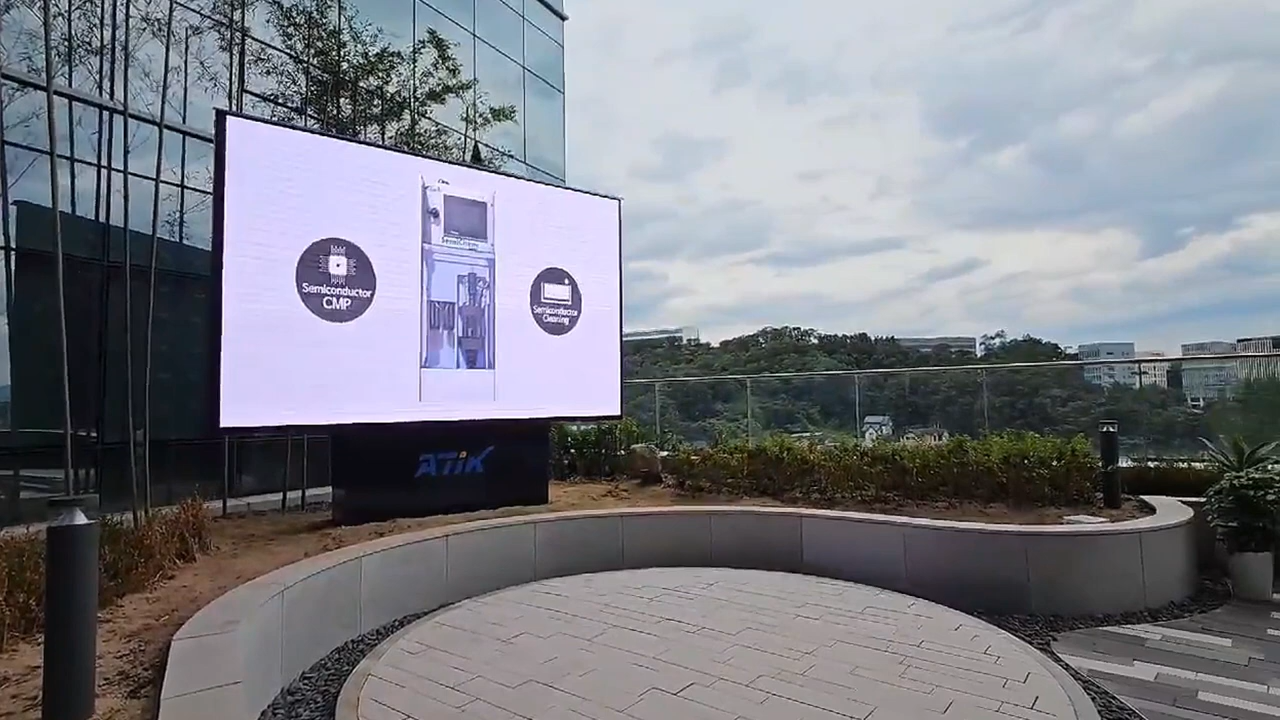 Semiconductor
CMP
Semiconductor
Cleaning
ATIK